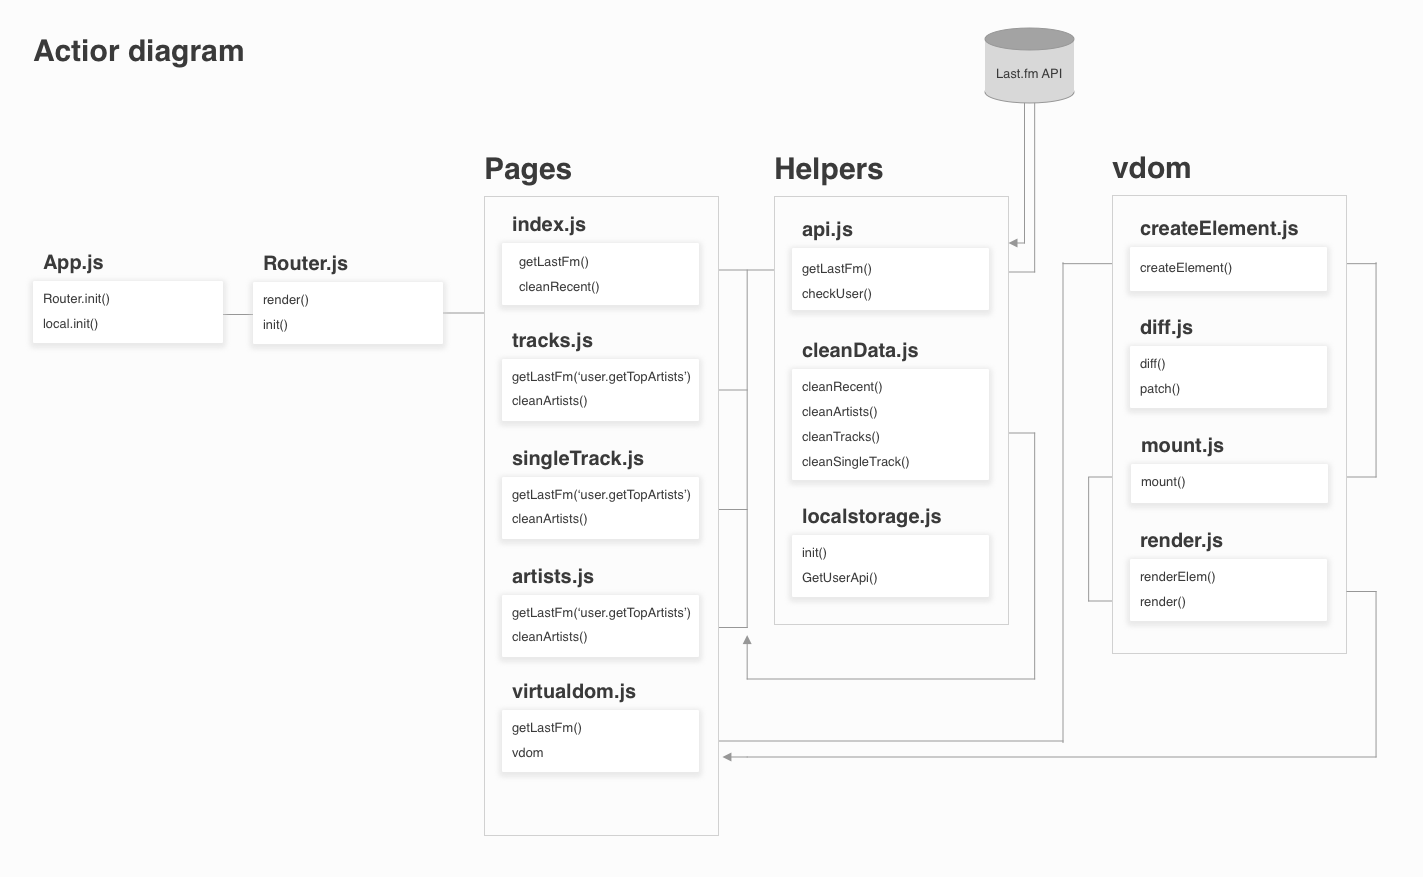 Actior diagram
Last.fm API
App.js
Router.init()
local.init()
Router.js
render()
init()
Pages
index.js
getLastFm()
cleanRecent()
tracks.js
getLastFm(‘user.getTopArtists’)
cleanArtists()
singleTrack.js
getLastFm(‘user.getTopArtists’)
cleanArtists()
artists.js
getLastFm(‘user.getTopArtists’)
cleanArtists()
virtualdom.js
getLastFm()
vdom
Helpers
api.js
getLastFm()
checkUser()
cleanData.js
cleanRecent()
cleanArtists()
cleanTracks()
cleanSingleTrack()
localstorage.js
init()
GetUserApi()
vdom
createElement.js
createElement()
diff.js
diff()
patch()
mount.js
mount()
render.js
renderElem()
render()